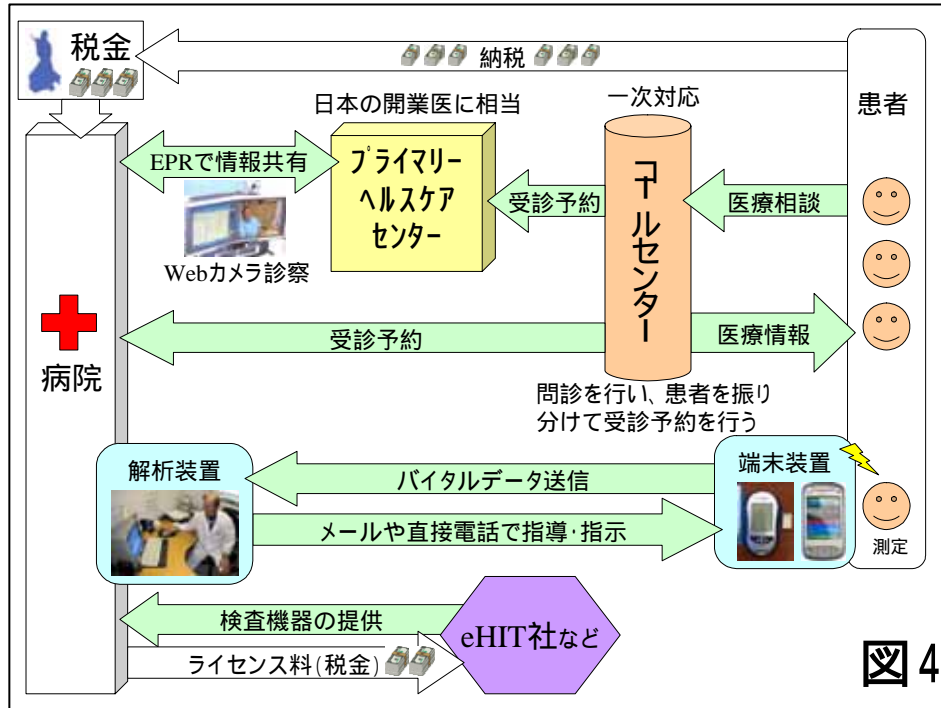 税金
納税
患者
日本の開業医に相当
一次対応
EPRで情報共有
プライマリー
ヘルスケア
センター
受診予約
コールセンター
医療相談
Webカメラ診察
病院
受診予約
医療情報
問診を行い、患者を振り
分けて受診予約を行う
解析装置
バイタルデータ送信
端末装置
メールや直接電話で指導・指示
測定
検査機器の提供
eHIT社など
ライセンス料(税金)
図4